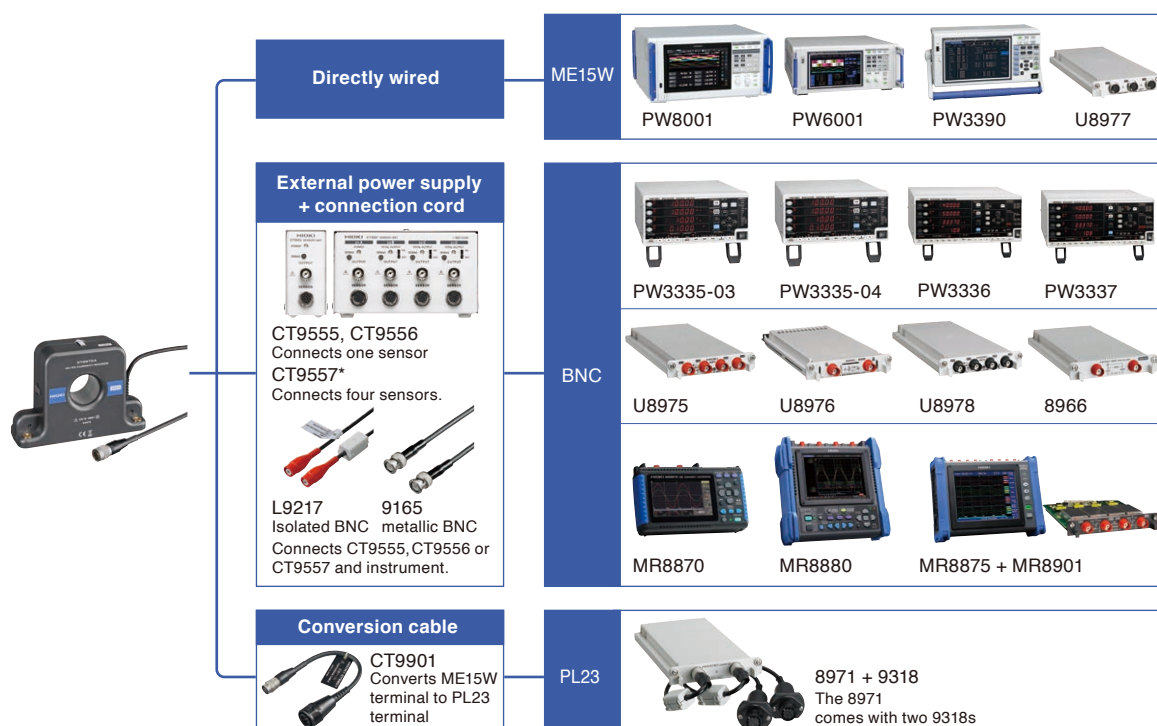 Directly wired
ME15W
PW8001
PW6001
PW3390
U8977
External power supply
+ connection cord
HIOKI
CT9555, CT9556
Connects one sensor
CT9557*
Connects four sensors.
L9217
Isolated BNC
9165
metallic BNC
Connects CT9555, CT9556 or
CT9557 and instrument.
BNC
PW3335-03
PW3335-04
PW3336
PW3337
U8975
U8976
U8978
8966
MR8870
MR8880
MR8875 + MR8901
HIOKI
Conversion cable
CT9901
Converts ME15W
terminal to PL23
terminal
PL23
8971 + 9318
The 8971
comes with two 9318s